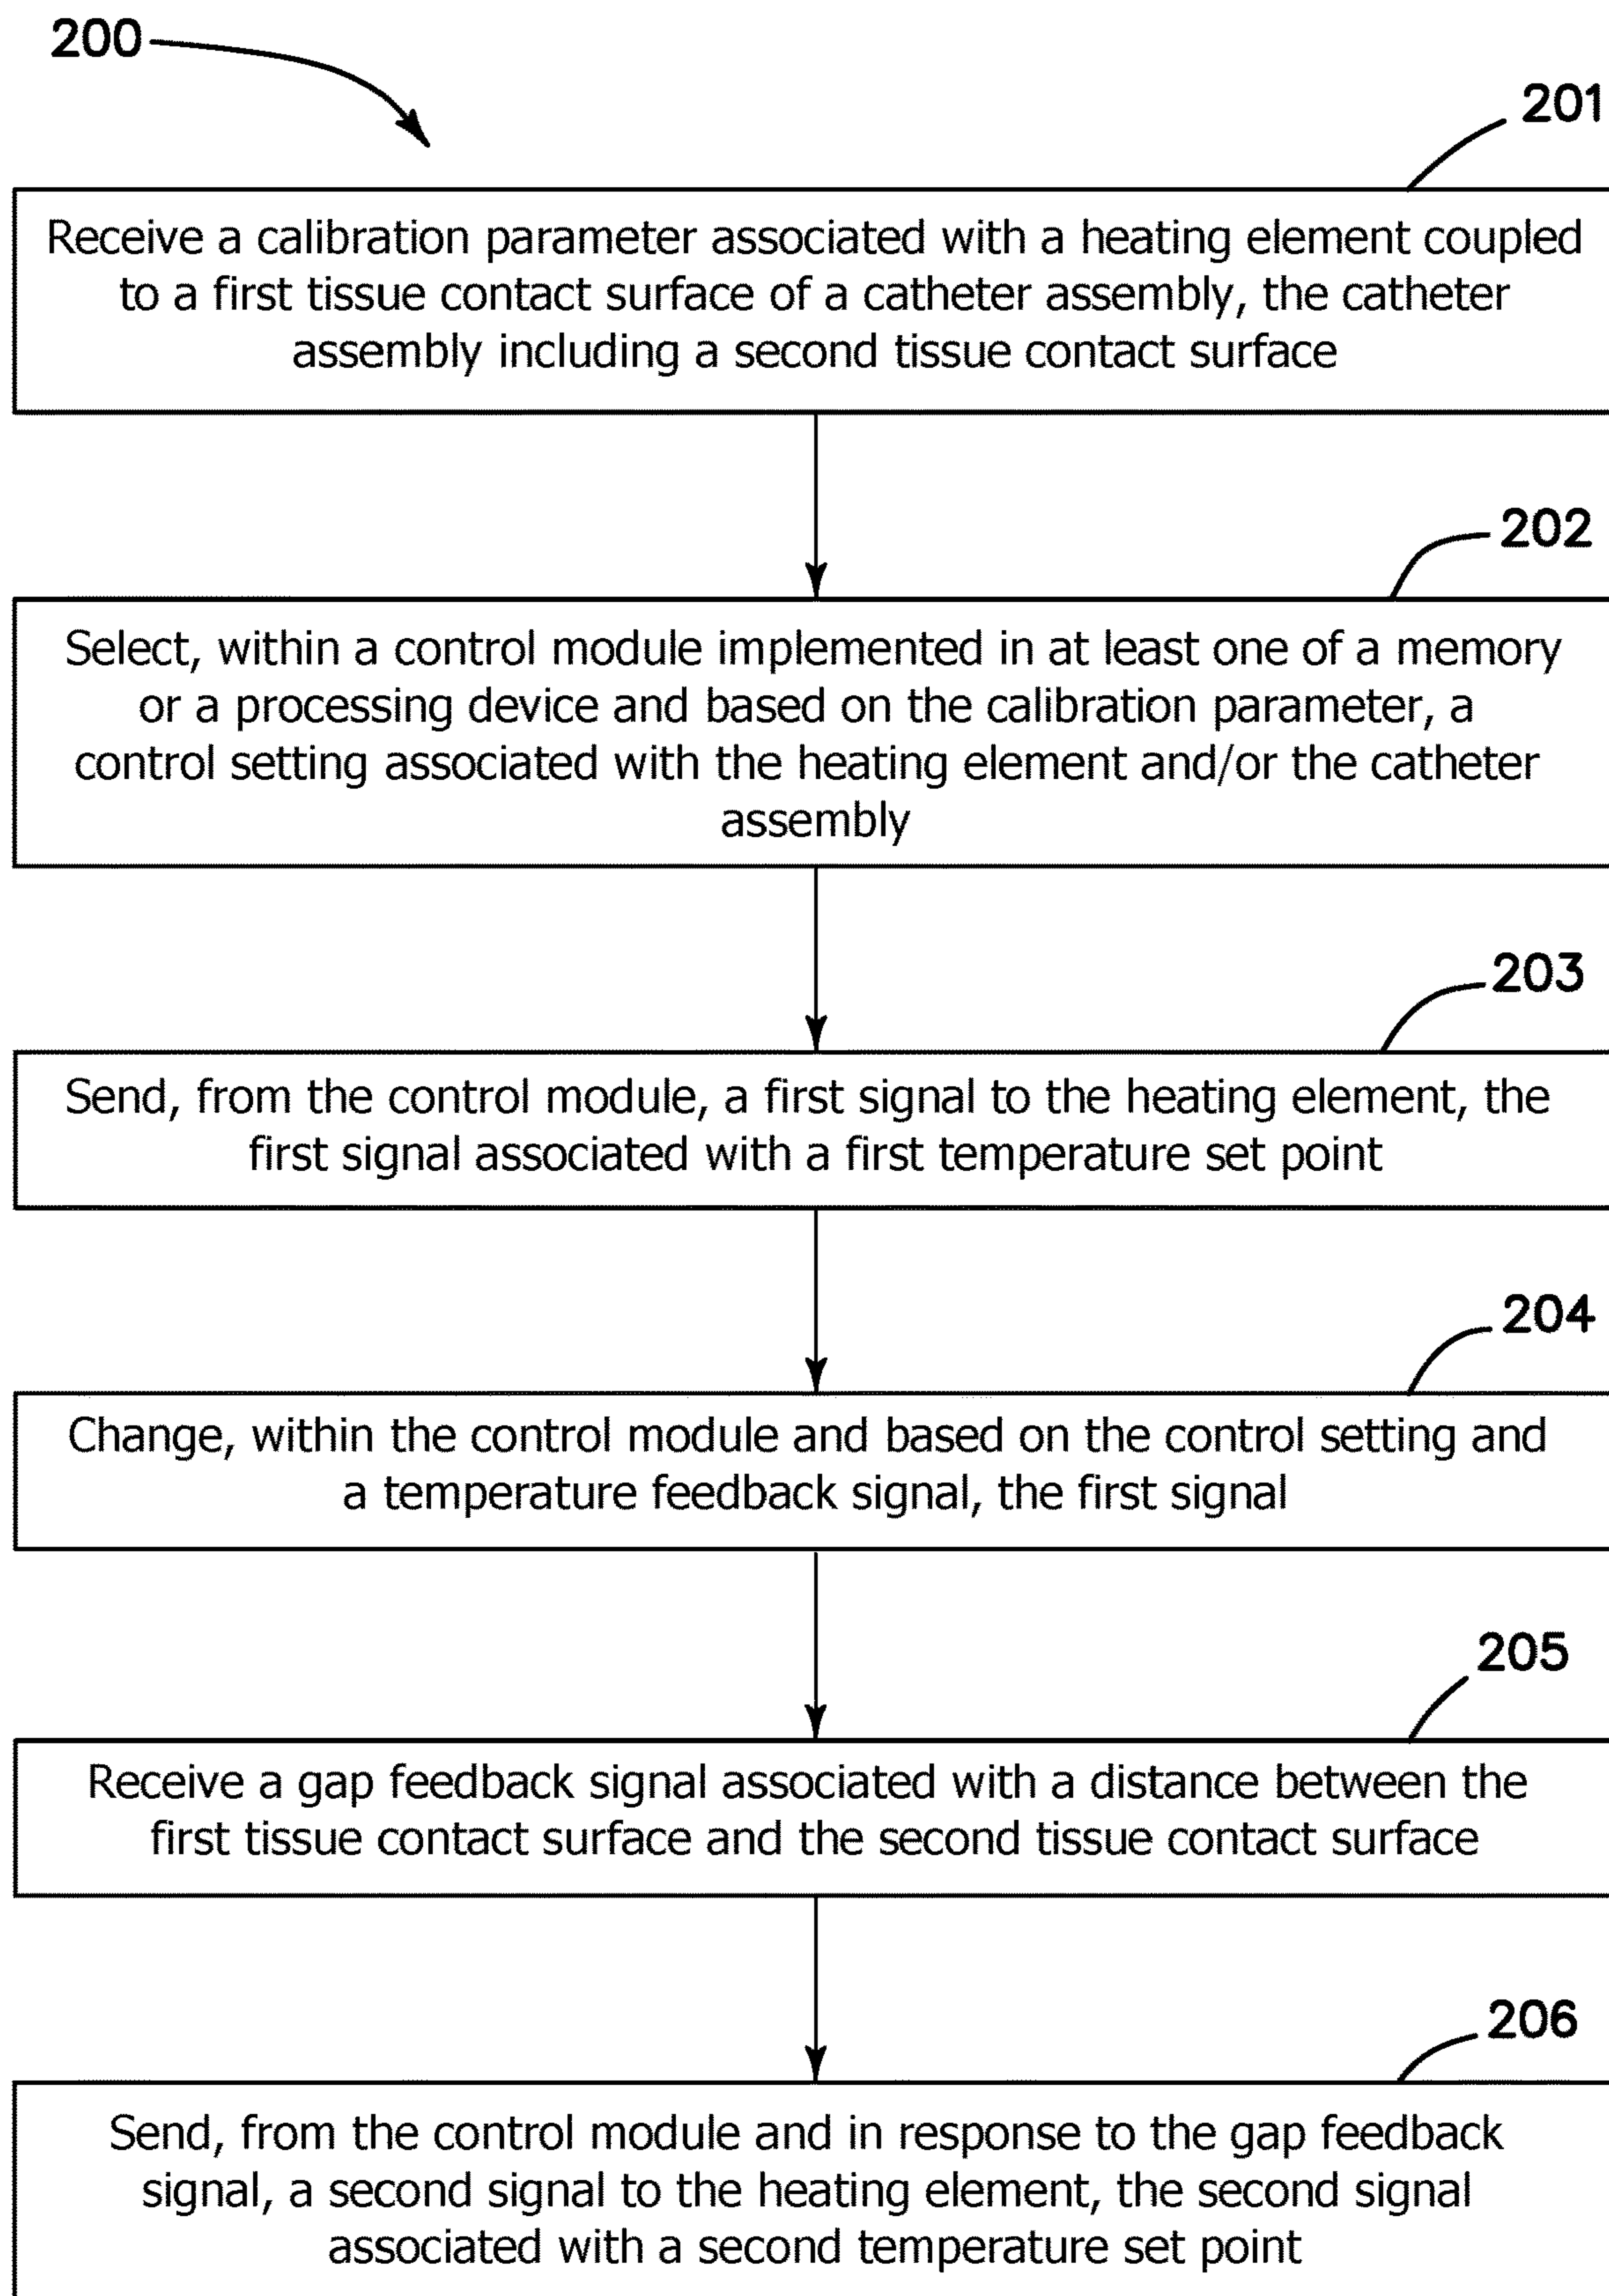 200
201
Receive a calibration parameter associated with a heating element coupled
to a first tissue contact surface of a catheter assembly, the catheter
assembly including a second tissue contact surface
202
Select, within a control module implemented in at least one of a memory
or a processing device and based on the calibration parameter, a
control setting associated with the heating element and/or the catheter
assembly
203
Send, from the control module, a first signal to the heating element, the
first signal associated with a first temperature set point
204
Change, within the control module and based on the control setting and
a temperature feedback signal, the first signal
205
Receive a gap feedback signal associated with a distance between the
first tissue contact surface and the second tissue contact surface
206
Send, from the control module and in response to the gap feedback
signal, a second signal to the heating element, the second signal
associated with a second temperature set point